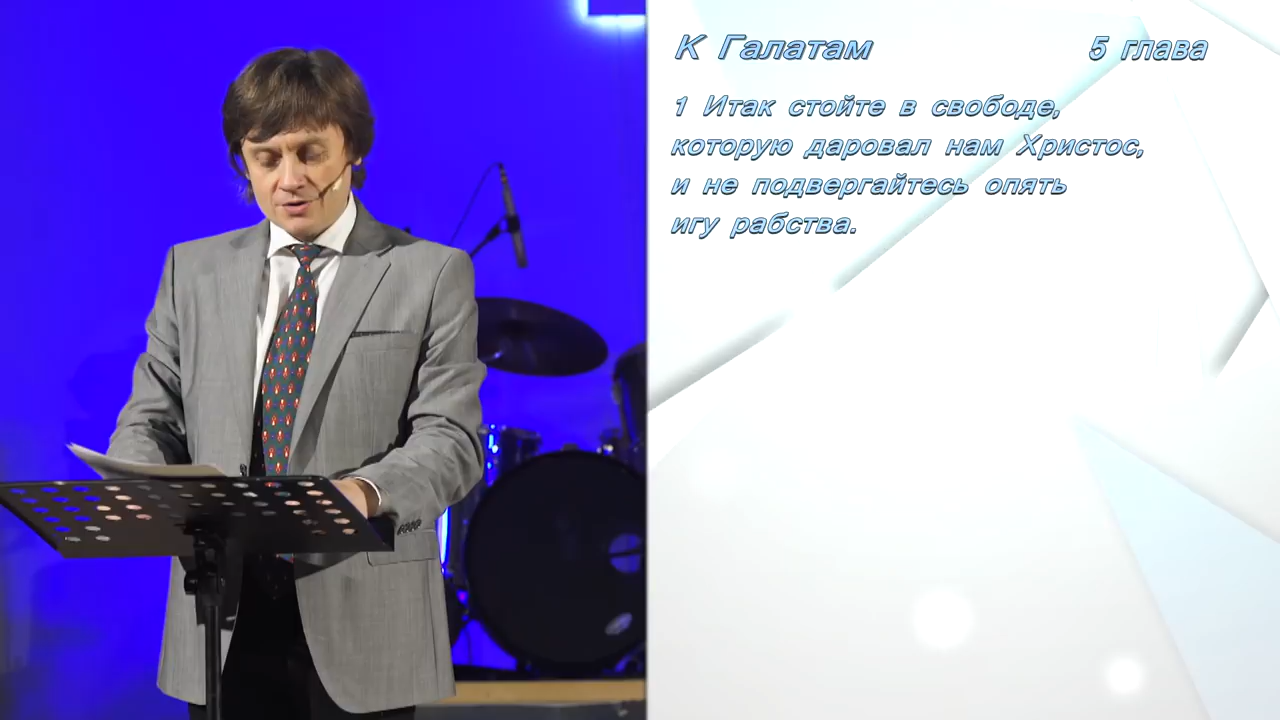 К Галатам 5 глава
1 Итак стойте в свободе,
которую даровал нам Христос,
и не подвергайтесь опять
игу рабства.